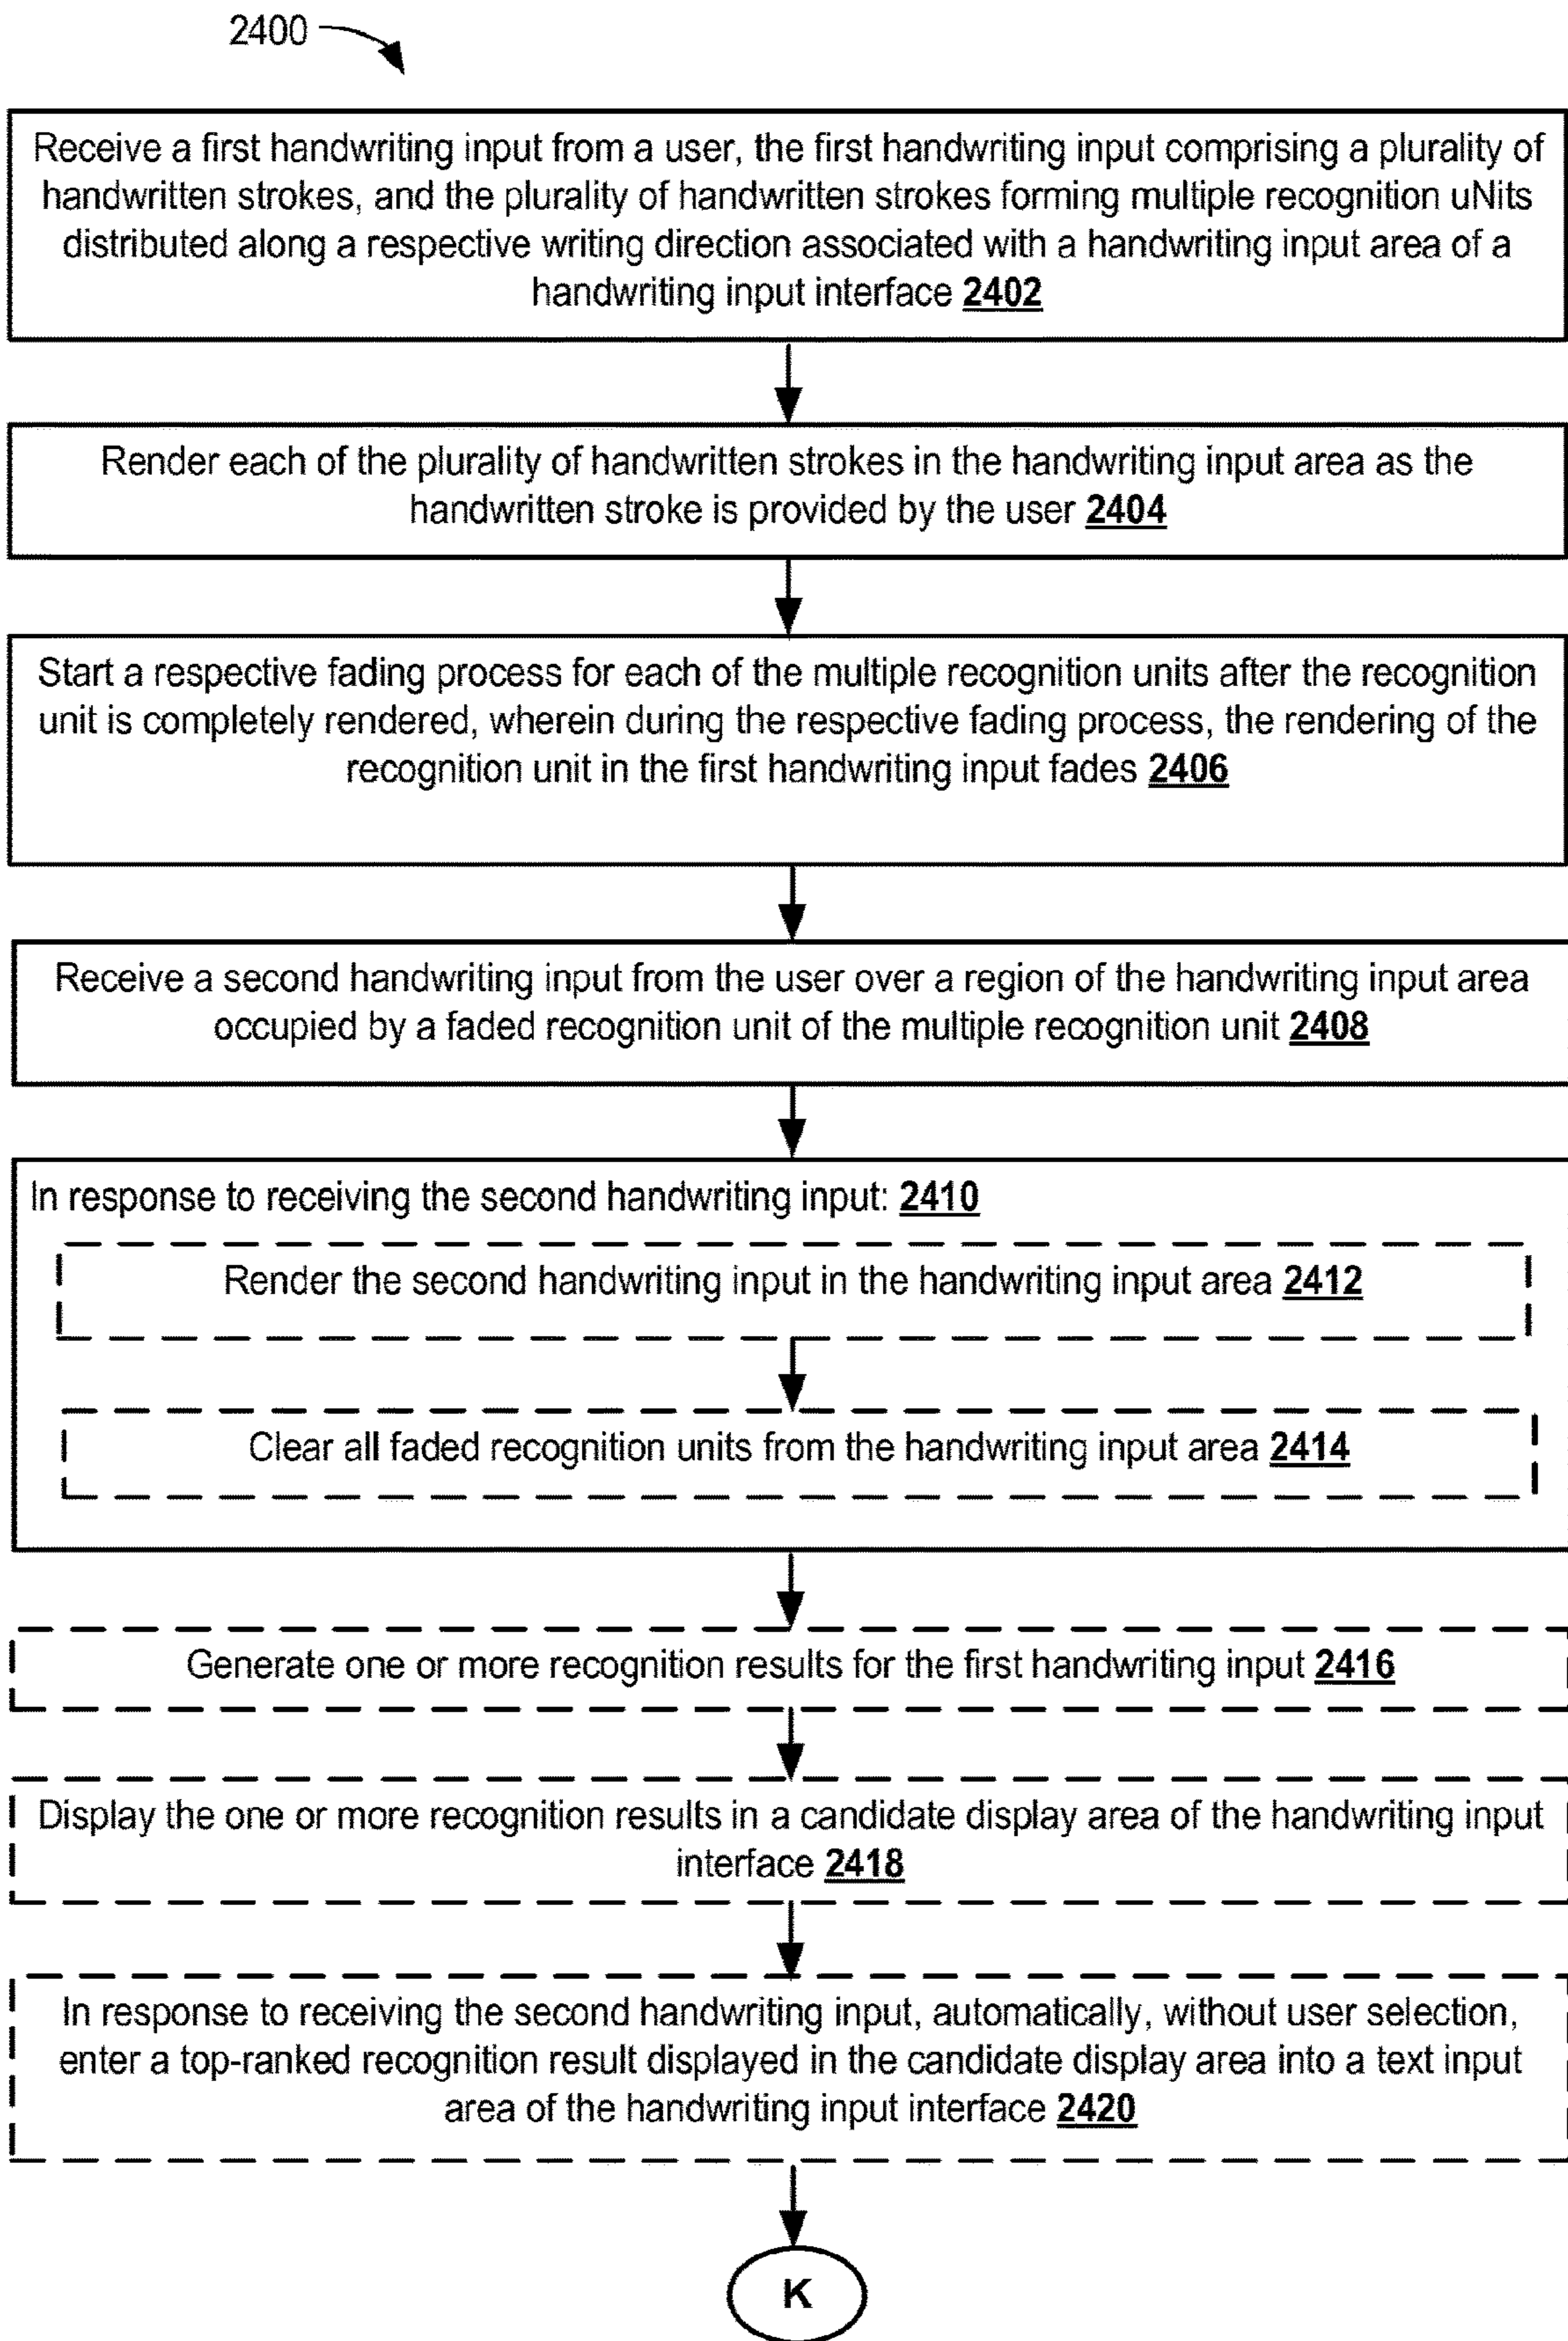 2400
Receive a first handwriting input from a user, the first handwriting input comprising a plurality of
handwritten strokes, and the plurality of handwritten strokes forming multiple recognition uNits
distributed along a respective writing direction associated with a handwriting input area of a
handwriting input interface 2402
Render each of the plurality of handwritten strokes in the handwriting input area as the
handwritten stroke is provided by the user 2404
Start a respective fading process for each of the multiple recognition units after the recognition
unit is completely rendered, wherein during the respective fading process, the rendering of the
recognition unit in the first handwriting input fades 2406
Receive a second handwriting input from the user over a region of the handwriting input area
occupied by a faded recognition unit of the multiple recognition unit 2408
In response to receiving the second handwriting input: 2410
Render the second handwriting input in the handwriting input area 2412
Clear all faded recognition units from the handwriting input area 2414
Generate one or more recognition results for the first handwriting input 2416
Display the one or more recognition results in a candidate display area of the handwriting input
interface 2418
In response to receiving the second handwriting input, automatically, without user selection,
enter a top-ranked recognition result displayed in the candidate display area into a text input
area of the handwriting input interface 2420
K